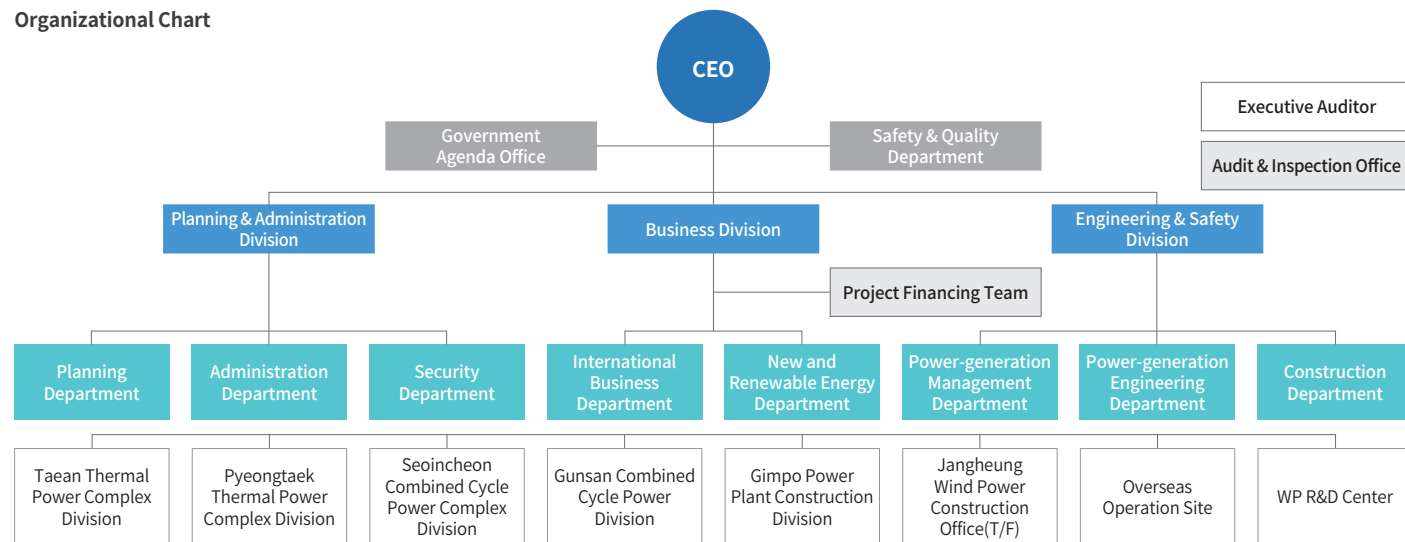 Organizational Chart
CEO
Executive Auditor
Audit & Inspection Office
Government
Agenda Office
Safety & Quality
Department
Planning & Administration
Division
Business Division
Engineering & Safety
Division
Project Financing Team
Planning
Department
Administration
Department
Security
Department
International
Business
Department
New and
Renewable Energy
Department
Power-generation
Management
Department
Power-generation
Engineering
Department
Construction
Department
Taean Thermal
Power Complex
Division
Pyeongtaek
Thermal Power
Complex Division
Seoincheon
Combined Cycle
Power Complex
Division
Gunsan Combined
Cycle Power
Division
Gimpo Power
Plant Construction
Division
Jangheung
Wind Power
Construction
Office(T/F)
Overseas
Operation Site
WP R&D Center